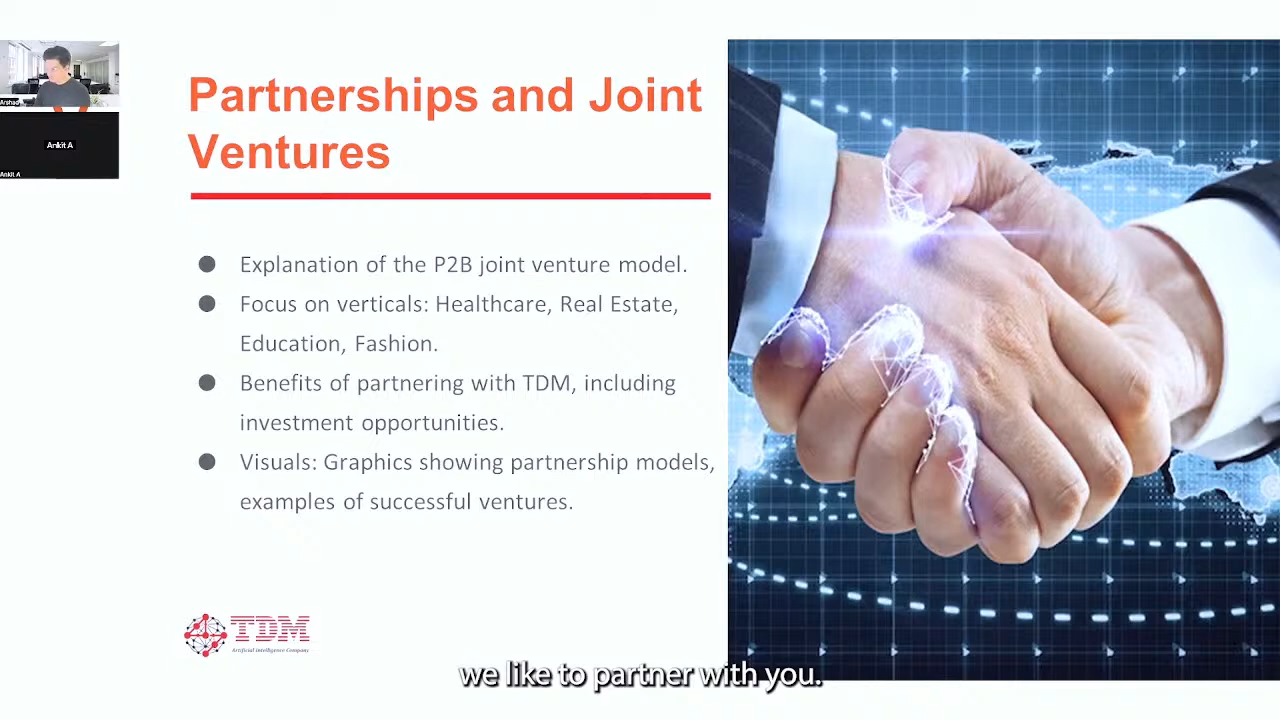 Arshad
Ankit A
Ankit A
Partnerships and Joint
Ventures
● Explanation of the P2B joint venture model.
● Focus on verticals: Healthcare, Real Estate,
Education, Fashion.
● Benefits of partnering with TDM, including
investment opportunities.
● Visuals: Graphics showing partnership models,
examples of successful ventures.
TDM
Artificial Intelligence Company
we like to partner with you.